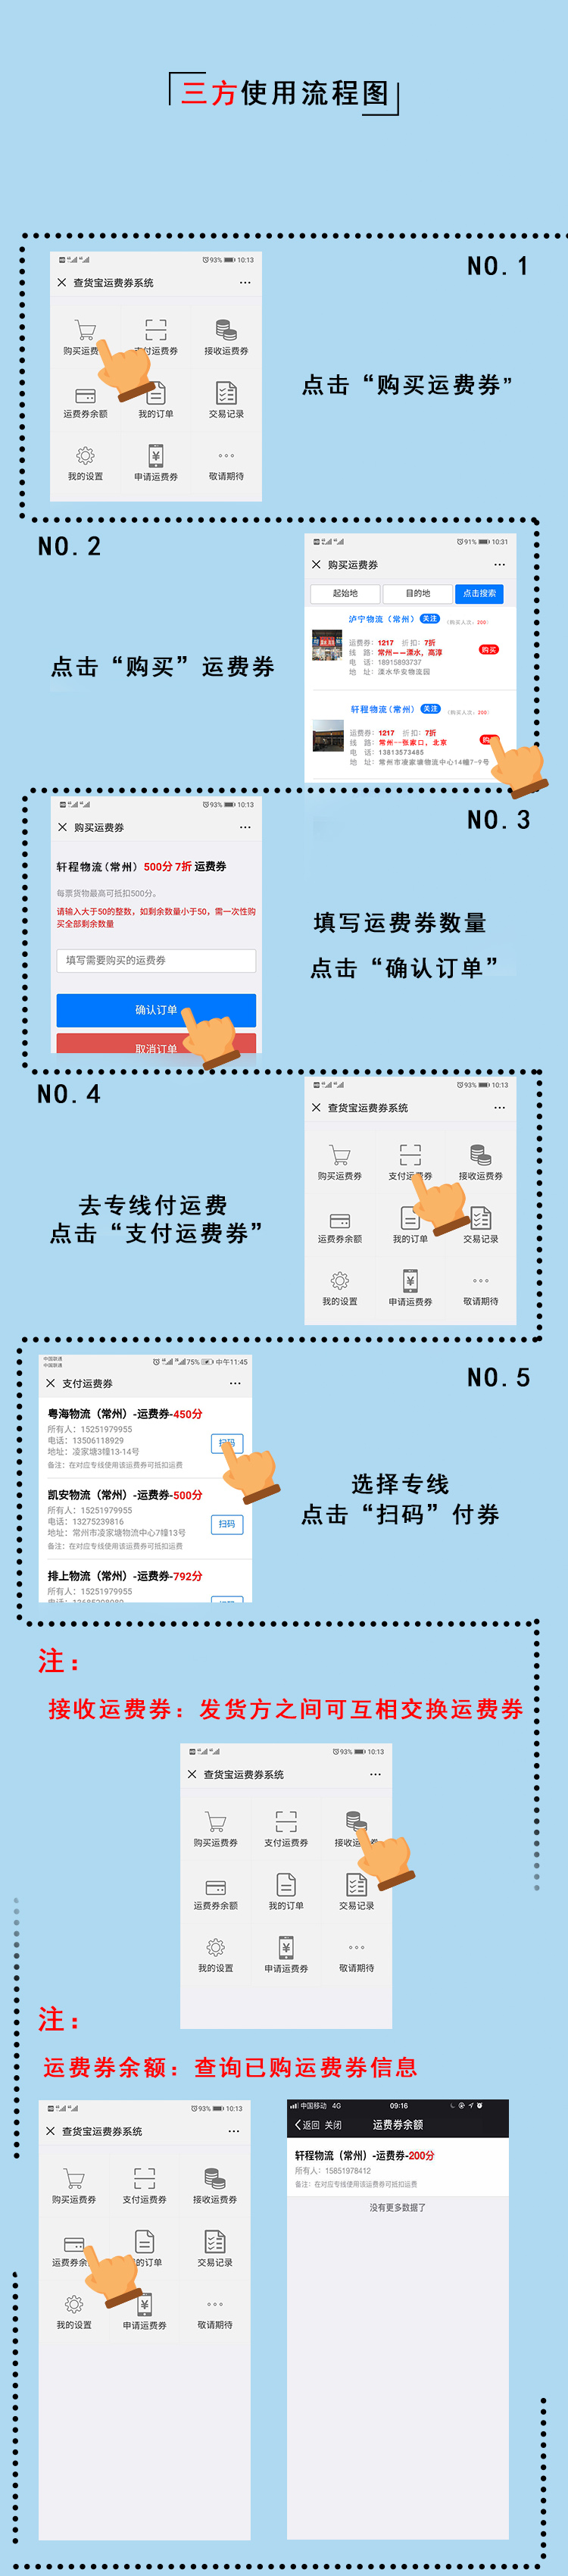 三方使用流程图
NO.1
93% 10:13
查货宝运费券系统
购买运费
支付运费券
接收运费券
运费券余额
我的订单
交易记录
我的设置
申请运费券
敬请期待
点击“购买运费券”
NO.2
点击“购买”运费券
91% 10:31
购买运费券
起始地
目的地
点击搜索
泸宁物流（常州） 关注 （购买人次：200）
运费券：1217 折扣：7折
线 路：常州——溧水，高淳
购买
电 话：18915893737
地 址：溧水华安物流园
轩程物流（常州） 关注 （购买人次：200）
运费券：1217 折扣：7折
线 路：常州--张家口，北京
购
电 话：13813573485
地 址：常州市凌家塘物流中心14幢7-9号
NO.3
93% 10:13
购买运费券
轩程物流（常州）500分 7折 运费券
每票货物最高可抵扣500分。
请输入大于50的整数，如剩余数量小于50，需一次性购
买全部剩余数量
填写需要购买的运费券
确认订单
取消订单
填写运费券数量
点击“确认订单”
NO.4
去专线付运费
点击“支付运费券”
93% 10:13
查货宝运费券系统
购买运费券
支付运费券
接收运费券
运费券余额
我的订单
交易记录
我的设置
申请运费券
敬请期待
NO.5
中国联通
中国联通
75% 中午11:45
支付运费券
粤海物流（常州）-运费券-450分
所有人：15251979955
电话：13506118929
地址：凌家塘3幢13-14号
备注：在对应专线使用该运费券可抵扣运费
扫码
凯安物流（常州）-运费券-500分
所有人：15251979955
电话：13275239816
地址：常州市凌家塘物流中心7幢13号
备注：在对应专线使用该运费券可抵扣运费
扫码
排上物流（常州）-运费券-792分
所有人：15251979955
选择专线
点击“扫码”付券
注：
接收运费券：发货方之间可互相交换运费券
93% 10:13
查货宝运费券系统
购买运费券
支付运费券
接收运 券
运费券余额
我的订单
交易记录
我的设置
申请运费券
敬请期待
注：
运费券余额：查询已购运费券信息
93% 10:13
查货宝运费券系统
购买运费券
支付运费券
接收运费券
运费券余
的订单
交易记录
我的设置
申请运费券
敬请期待
中国移动 4G 09:16
返回 关闭 运费券余额
轩程物流（常州）-运费券-200分
所有人：15851978412
备注：在对应专线使用该运费券可抵扣运费
没有更多数据了